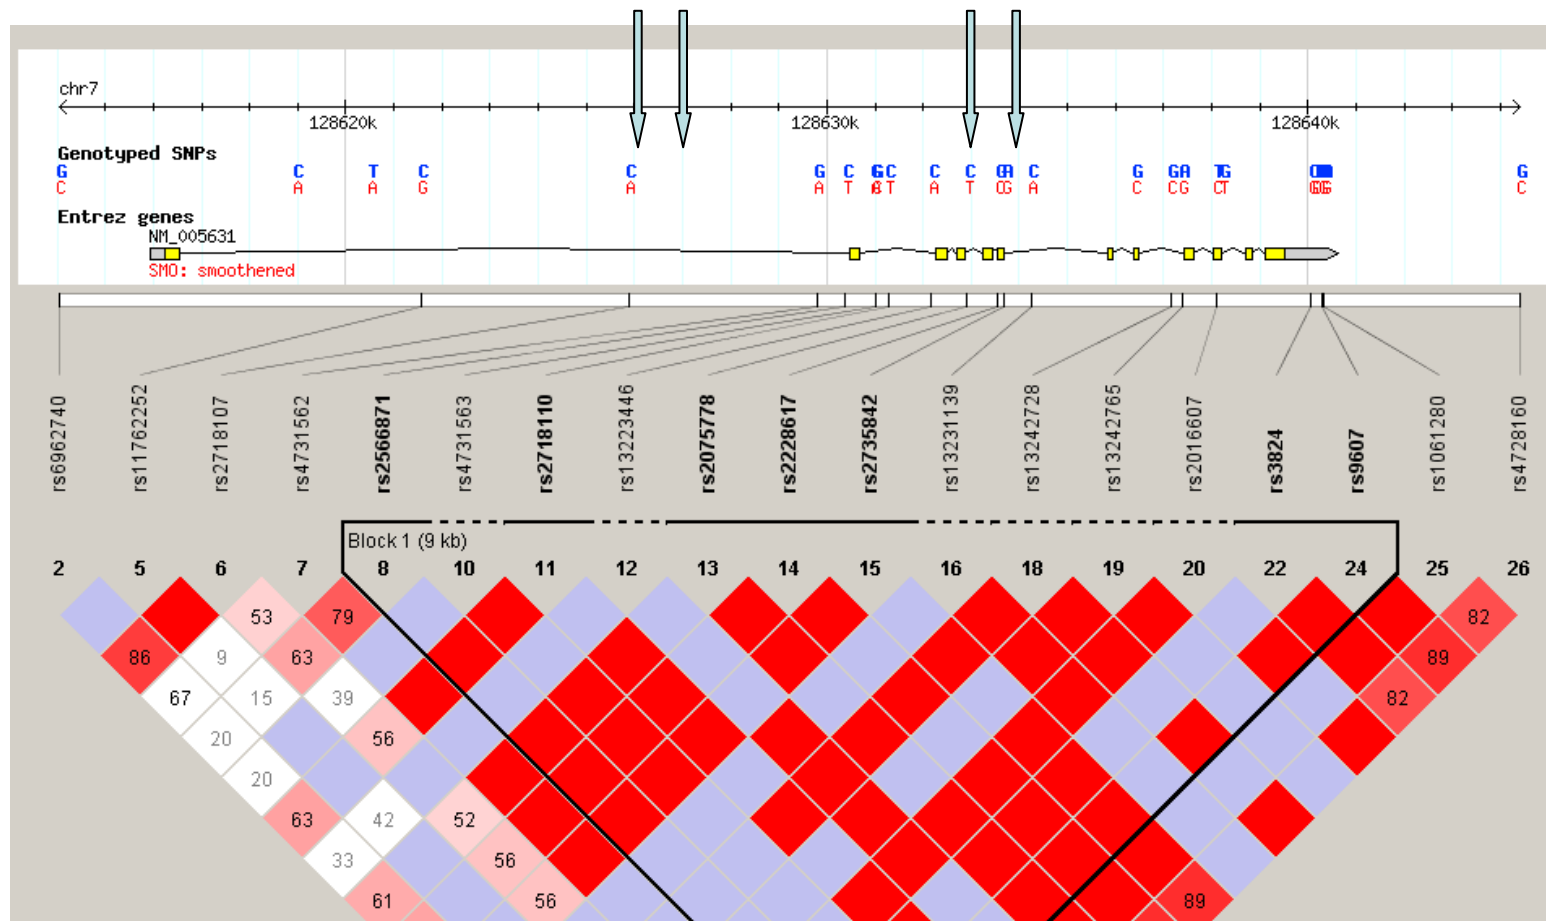 chr7
128620k 128630k 128640k
Genotyped SNPs
G C T C C G C G C C C A C G G A G G
C A A G A A T T A T G A C C G T C
Entrez genes
NM_005631
SMO: smoothened
rs6962740 rs11762252 rs2718107 rs4731562 rs2566871 rs4731563 rs2718110 rs13223446 rs2075778 rs2228617 rs2735842 rs13231139 rs13242728 rs13242765 rs2016607 rs3824 rs9607 rs1061280 rs4728160
Block 1 (9 kb)
2 5 6 7 8 10 11 12 13 14 15 16 18 19 20 22 24 25 26
53 79 82
86 9 63 89
67 15 39 82
20 56
20
63 42 52
33 56
61 56 89